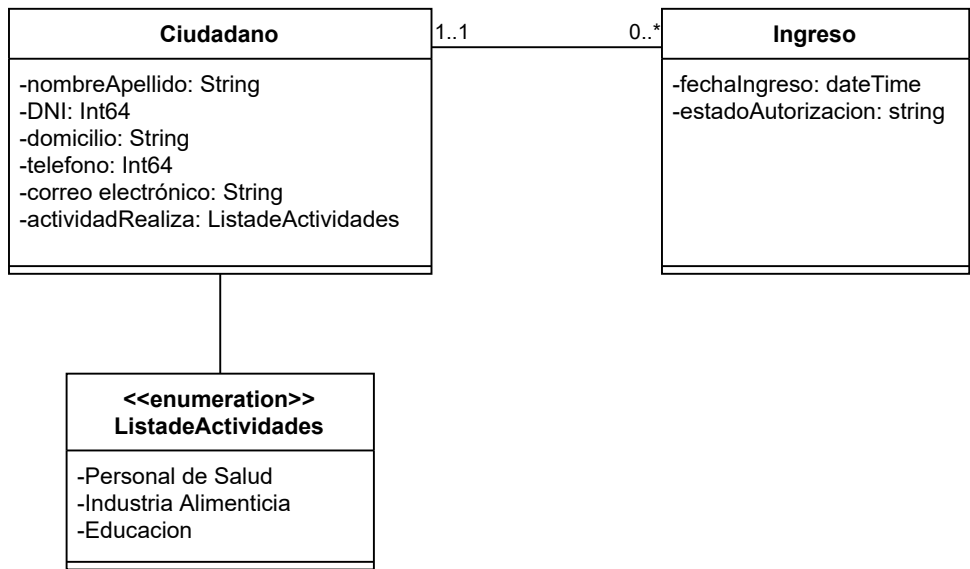 Ciudadano
-nombreApellido: String
-DNI: Int64
-domicilio: String
-telefono: Int64
-correo electrónico: String
-actividadRealiza: ListadeActividades
1..1
0..*
Ingreso
-fechaIngreso: dateTime
-estadoAutorizacion: string
<<enumeration>>
ListadeActividades
-Personal de Salud
-Industria Alimenticia
-Educacion